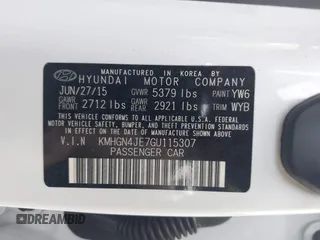 MANUFACTURED IN KOREA BY
HYUNDAI MOTOR COMPANY
JUN/27/15 GVWR 5379 lbs PAINT YW6
GAWR FRONT 2712 lbs GAWR REAR 2921 lbs TRIM WYB
THIS VEHICLE CONFORMS TO ALL APPLICABLE
FEDERAL MOTOR VEHICLE SAFETY, BUMPER,
AND THEFT PREVENTION STANDARDS IN EFFECT
ON THE DATE OF MANUFACTURE SHOWN ABOVE.
V.I.N KMHGN4JE7GU115307
PASSENGER CAR
© DREAMBID
AutoBidMaster